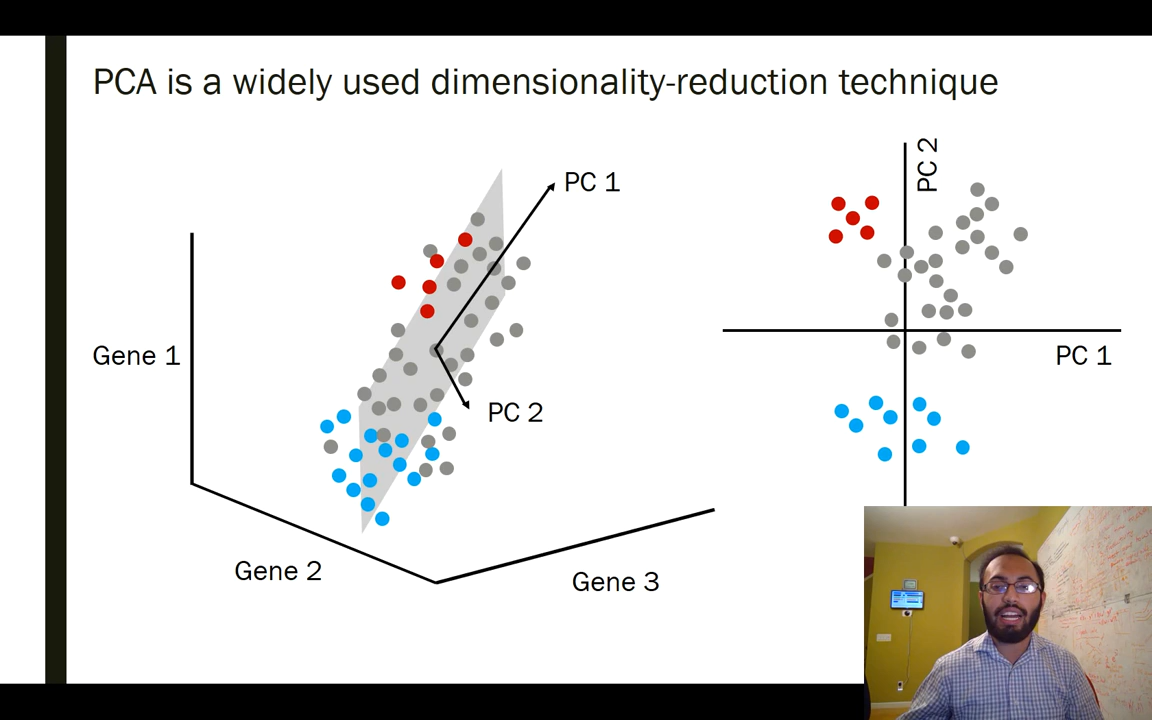 PCA is a widely used dimensionality-reduction technique
PC 1
PC 2
Gene 1
Gene 2
Gene 3
PC 2
PC 1